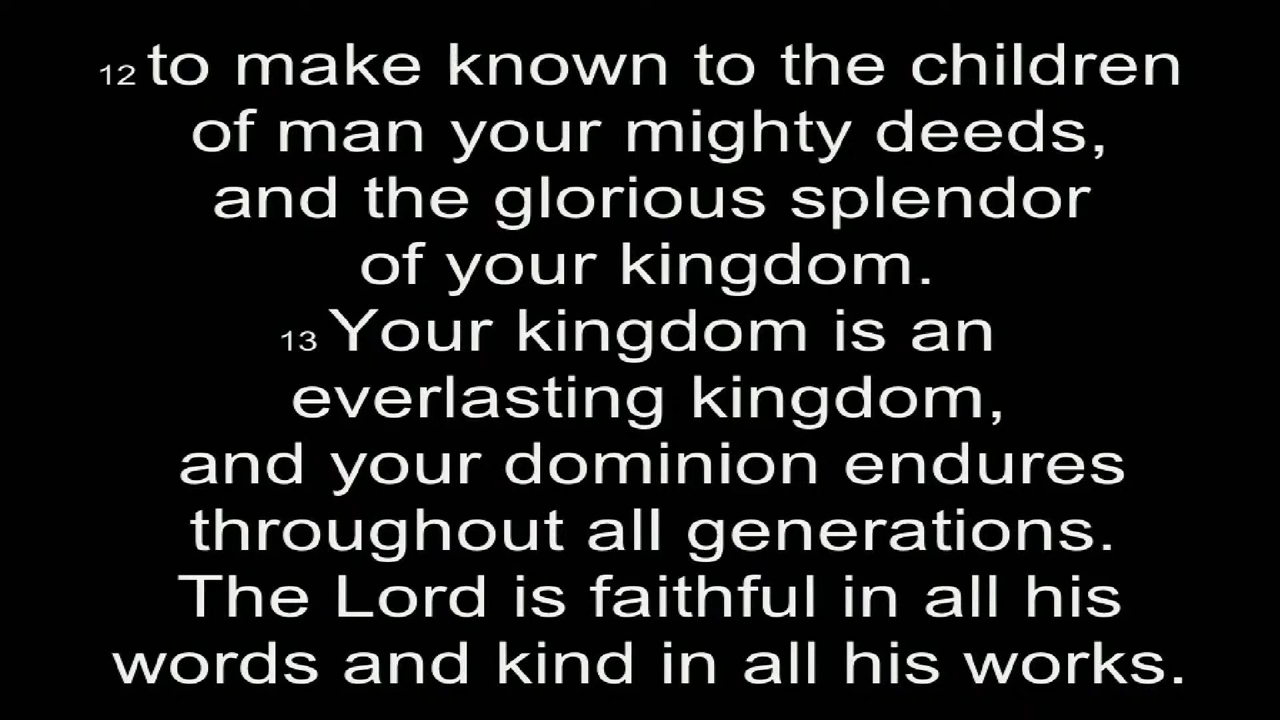 12 to make known to the children
of man your mighty deeds,
and the glorious splendor
of your kingdom.
13 Your kingdom is an
everlasting kingdom,
and your dominion endures
throughout all generations.
The Lord is faithful in all his
words and kind in all his works.